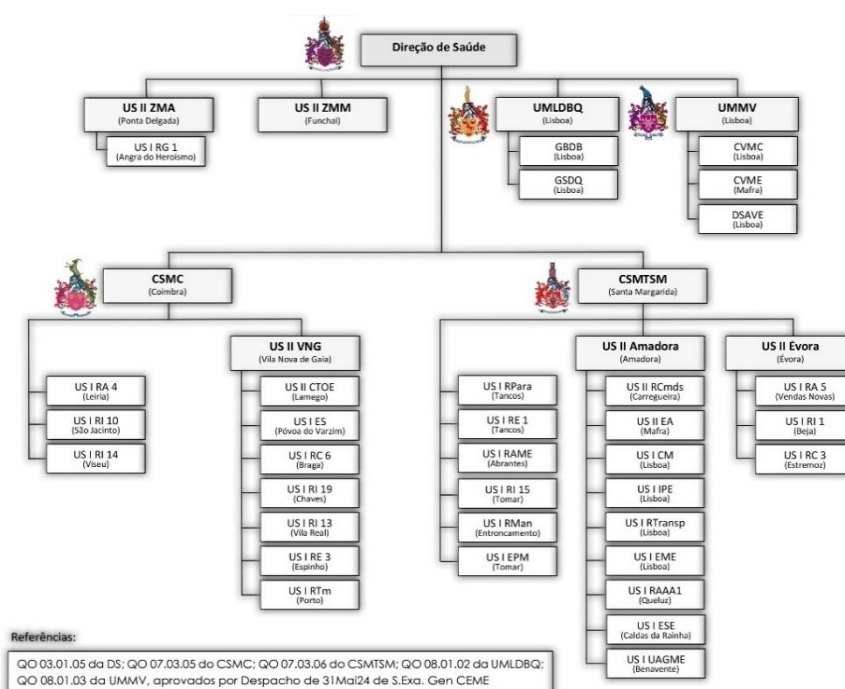 Direção de Saúde
US II ZMA
(Ponta Delgada)
US I RG 1
(Angra do Heroísmo)
US II ZMM
(Funchal)
UMLDBQ
(Lisboa)
GBDB
(Lisboa)
GSDQ
(Lisboa)
UMMV
(Lisboa)
CVMC
(Lisboa)
CVME
(Mafra)
DSAVE
(Lisboa)
CSMC
(Coimbra)
US I RA 4
(Leiria)
US I RI 10
(São Jacinto)
US I RI 14
(Viseu)
US II VNG
(Vila Nova de Gaia)
US II CTOE
(Lamego)
US I ES
(Póvoa do Varzim)
US I RC 6
(Braga)
US I RI 19
(Chaves)
US I RI 13
(Vila Real)
US I RE 3
(Espinho)
US I RTm
(Porto)
CSMTSM
(Santa Margarida)
US I RPara
(Tancos)
US I RE 1
(Tancos)
US I RAME
(Abrantes)
US I RI 15
(Tomar)
US I RMan
(Entroncamento)
US I EPM
(Tomar)
US II Amadora
(Amadora)
US II RCmds
(Carregueira)
US II EA
(Mafra)
US I CM
(Lisboa)
US I IPE
(Lisboa)
US I RTransp
(Lisboa)
US I EME
(Lisboa)
US I RAAA1
(Queluz)
US I ESE
(Caldas da Rainha)
US I UAGME
(Benavente)
US II Évora
(Évora)
US I RA 5
(Vendas Novas)
US I RI 1
(Beja)
US I RC 3
(Estremoz)
Referências:
QO 03.01.05 da DS; QO 07.03.05 do CSMC; QO 07.03.06 do CSMTSM; QO 08.01.02 da UMLDBQ;
QO 08.01.03 da UMMV, aprovados por Despacho de 31Mai24 de S.Exa. Gen CEME